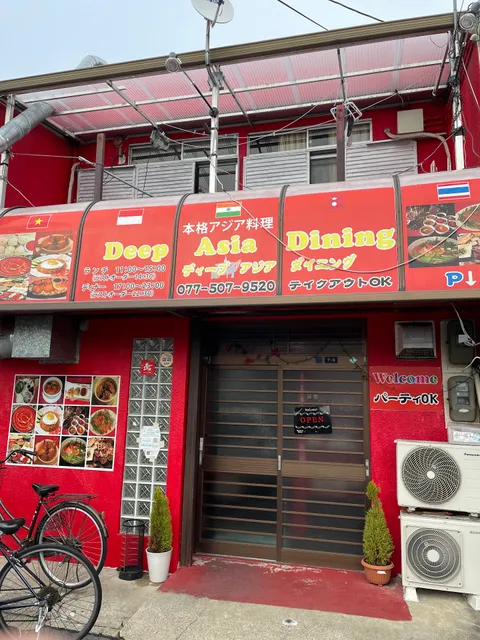 本格アジア料理
Deep Asia Dining
ディープ アジア ダイニング
ランチ 11:00~15:00
ディナー 17:00~23:00
077-507-9520
テイクアウトOK
P↓
Welcome
パーティOK
OPEN